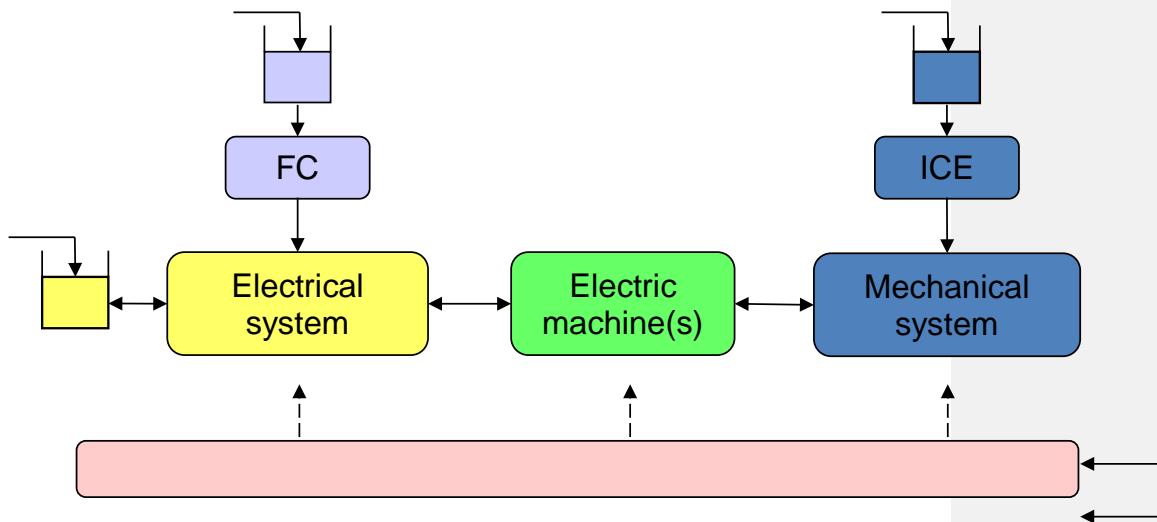 FC
ICE
Electrical
system
Electric
machine(s)
Mechanical
system